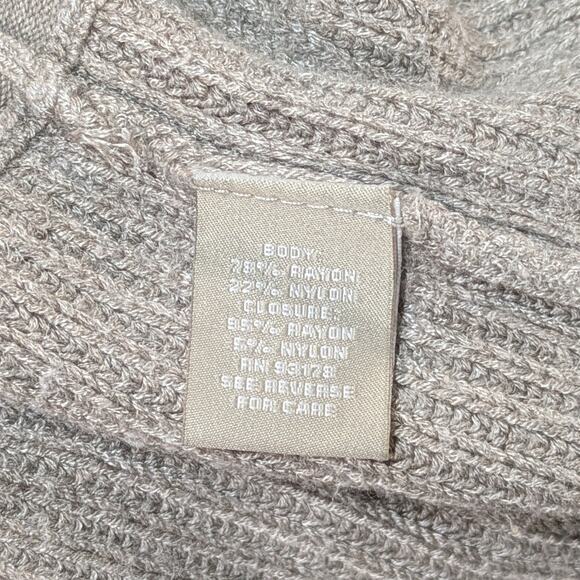 BODY:
78% RAYON
22% NYLON
CLOSURE:
95% RAYON
5% NYLON
RN 93178
SEE REVERSE
FOR CARE